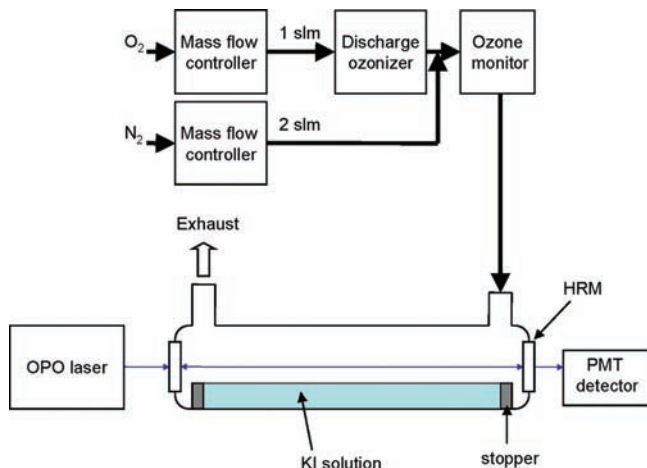 O2
Mass flow
controller
1 slm
Discharge
ozonizer
Ozone
monitor
N2
Mass flow
controller
2 slm
Exhaust
HRM
OPO laser
PMT
detector
KI solution
stopper